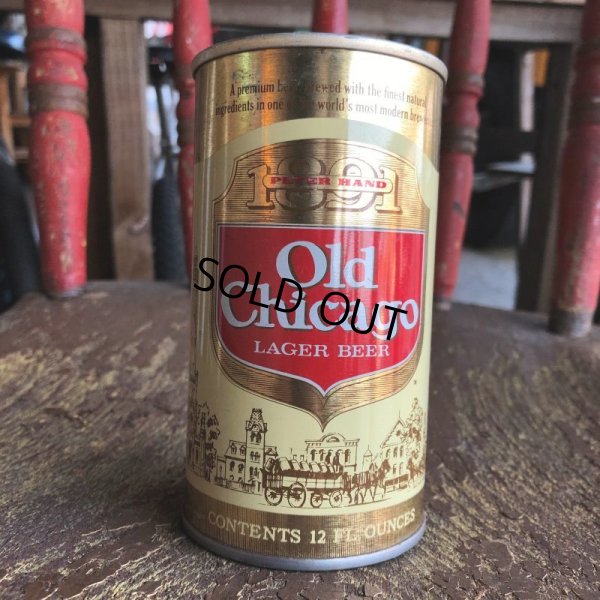 A premium beer brewed with the finest natural
ingredients in one of the world's most modern
1891
PETER HAND
Old
Chicago
SOLD OUT
LAGER BEER
CONTENTS 12 FL. OUNCES